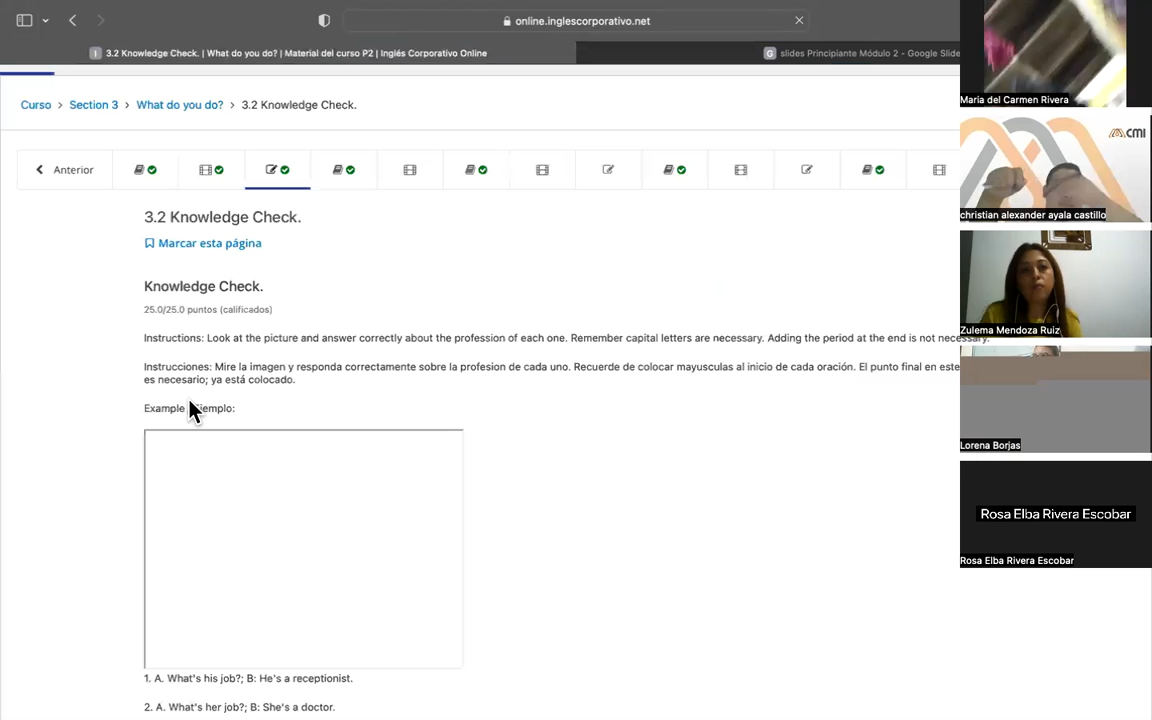 online.inglescorporativo.net
3.2 Knowledge Check. | What do you do? | Material del curso P2 | Inglés Corporativo Online
slides Principiante Módulo 2 - Google Slide
Curso > Section 3 > What do you do? > 3.2 Knowledge Check.
Anterior
3.2 Knowledge Check.
Marcar esta página
Knowledge Check.
25.0/25.0 puntos (calificados)
Instructions: Look at the picture and answer correctly about the profession of each one. Remember capital letters are necessary. Adding the period at the end is not necessary.
Instrucciones: Mire la imagen y responda correctamente sobre la profesion de cada uno. Recuerde de colocar mayusculas al inicio de cada oración. El punto final en este
es necesario; ya está colocado.
Example
emplo:
1. A. What's his job?; B: He's a receptionist.
2. A. What's her job?; B: She's a doctor.
Maria del Carmen Rivera
CMI
christian alexander ayala castillo
Zulema Mendoza Ruiz
Lorena Borjas
Rosa Elba Rivera Escobar
Rosa Elba Rivera Escobar